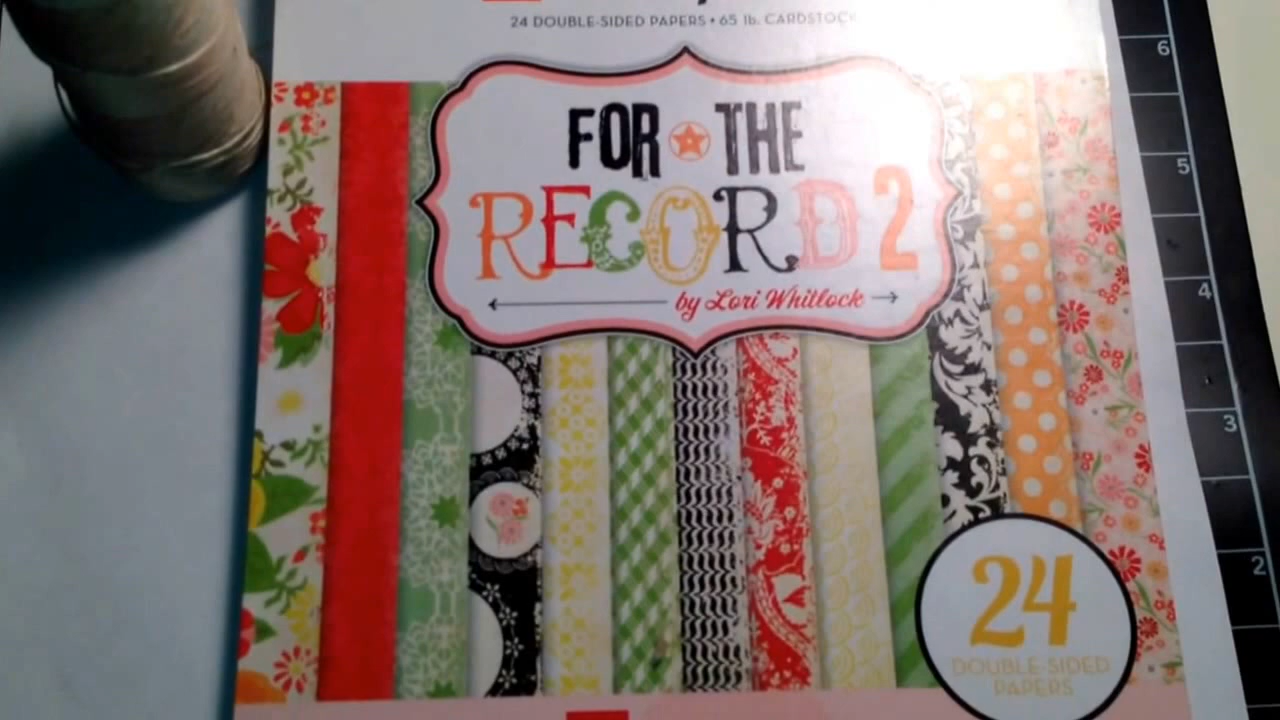 24 DOUBLE-SIDED PAPERS • 65 lb. CARDSTOCK
FOR THE
RECORD 2
by Lori Whitlock
24
DOUBLE-SIDED
PAPERS
6
5
4
3
2